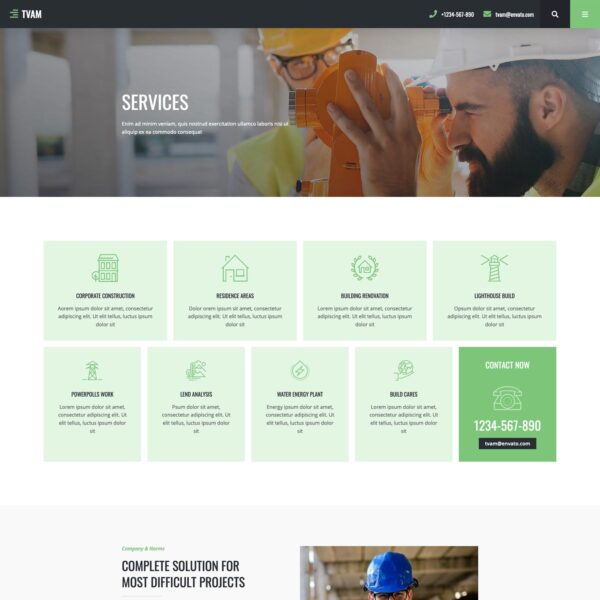 TVAM
+1234-567-890
tvam@envato.com
SERVICES
Enim ad minim veniam, quis nostrud exercitation ullamco laboris nisi ut
aliquip ex ea commodo consequat
CORPORATE CONSTRUCTION
Aorem ipsum dolor sit amet, consectetur
adipiscing elit. Ut elit tellus, luctus ipsum
dolor sit
RESIDENCE AREAS
Dolor orem ipsum dolor sit amet, consectetur
adipiscing elit. Ut elit tellus, luctus ipsum
dolor sit
BUILDING RENOVATION
Lorem ipsum dolor sit amet, consectetur
adipiscing elit. Ut elit tellus, luctus ipsum
dolor sit
LIGHTHOUSE BUILD
Opsum dolor sit amet, consectetur
adipiscing elit. Ut elit tellus, luctus ipsum
dolor sit
POWERPOLLS WORK
Lorem ipsum dolor sit amet,
consectetur adipiscing elit. Ut
elit tellus, luctus ipsum dolor
sit
LEND ANALYSIS
Psum dolor sit amet,
consectetur adipiscing elit. Ut
elit tellus, luctus ipsum dolor
sit
WATER ENERGY PLANT
Korem ipsum dolor sit amet,
consectetur adipiscing elit. Ut
elit tellus, luctus ipsum dolor
sit
BUILD CARES
Lorem ipsum dolor sit amet,
consectetur adipiscing elit. Ut
elit tellus, luctus ipsum dolor
sit
CONTACT NOW
1234-567-890
tvam@envato.com
Company & Norms
COMPLETE SOLUTION FOR
MOST DIFFICULT PROJECTS